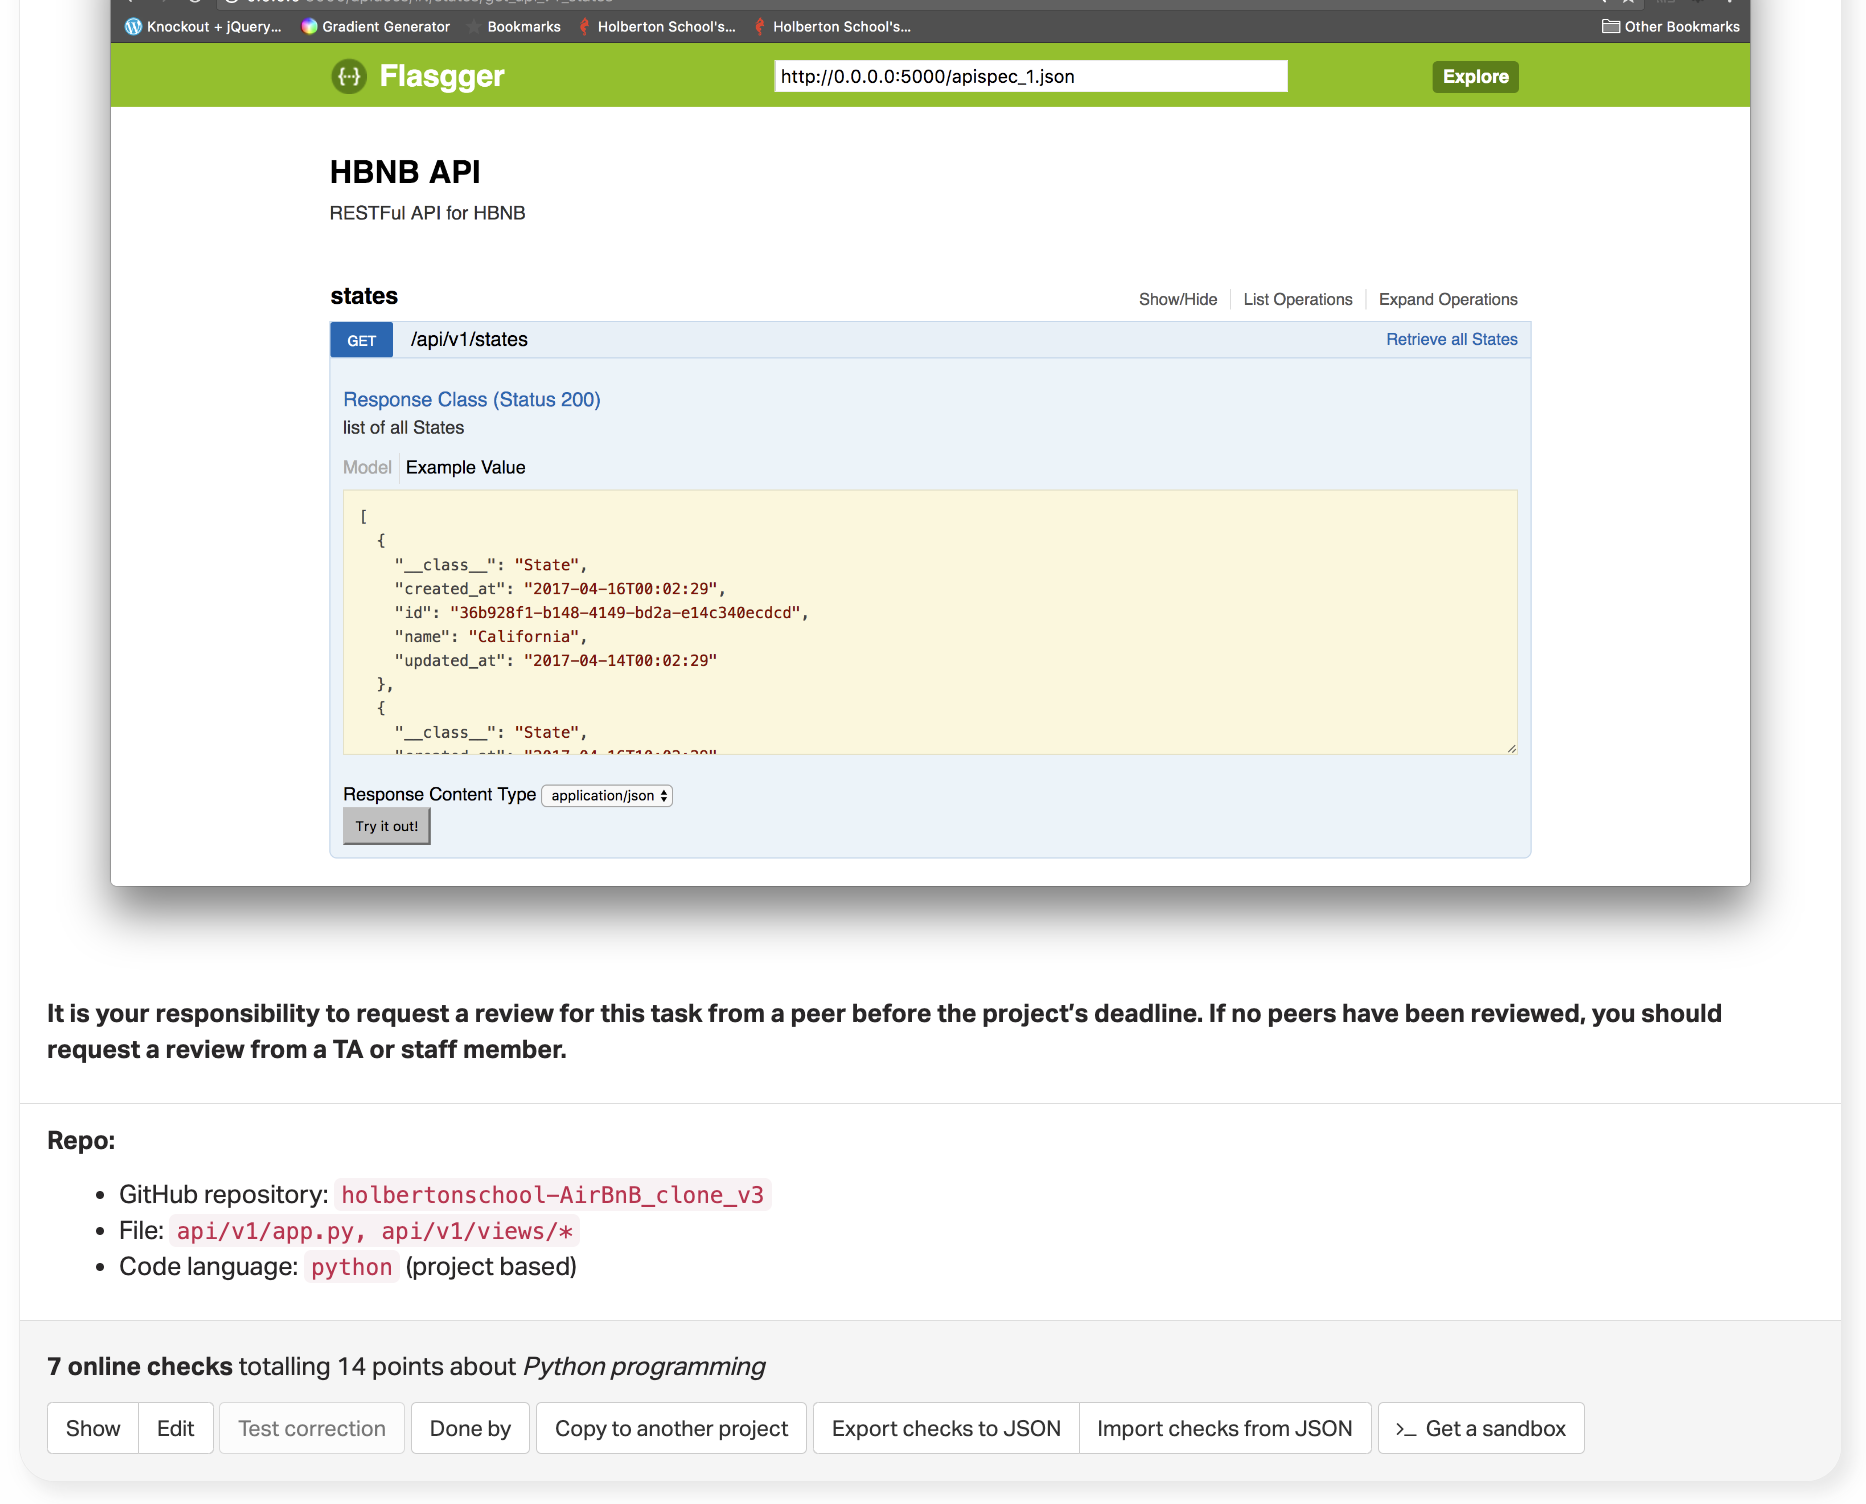 Knockout + jQuery...
Gradient Generator
Bookmarks
Holberton School's...
Holberton School's...
Other Bookmarks
{···} Flasgger
http://0.0.0.0:5000/apispec_1.json
Explore
HBNB API
RESTFul API for HBNB
states
Show/Hide
List Operations
Expand Operations
GET
/api/v1/states
Retrieve all States
Response Class (Status 200)
list of all States
Model
Example Value
[
{
"__class__": "State",
"created_at": "2017-04-16T00:02:29",
"id": "36b928f1-b148-4149-bd2a-e14c340ecdcd",
"name": "California",
"updated_at": "2017-04-14T00:02:29"
},
{
"__class__": "State",
"created_at": "2017-04-16T10:02:29"
Response Content Type application/json
Try it out!
It is your responsibility to request a review for this task from a peer before the project's deadline. If no peers have been reviewed, you should
request a review from a TA or staff member.
Repo:
• GitHub repository: holbertonschool-AirBnB_clone_v3
• File: api/v1/app.py, api/v1/views/*
• Code language: python (project based)
7 online checks totalling 14 points about Python programming
Show
Edit
Test correction
Done by
Copy to another project
Export checks to JSON
Import checks from JSON
>_ Get a sandbox